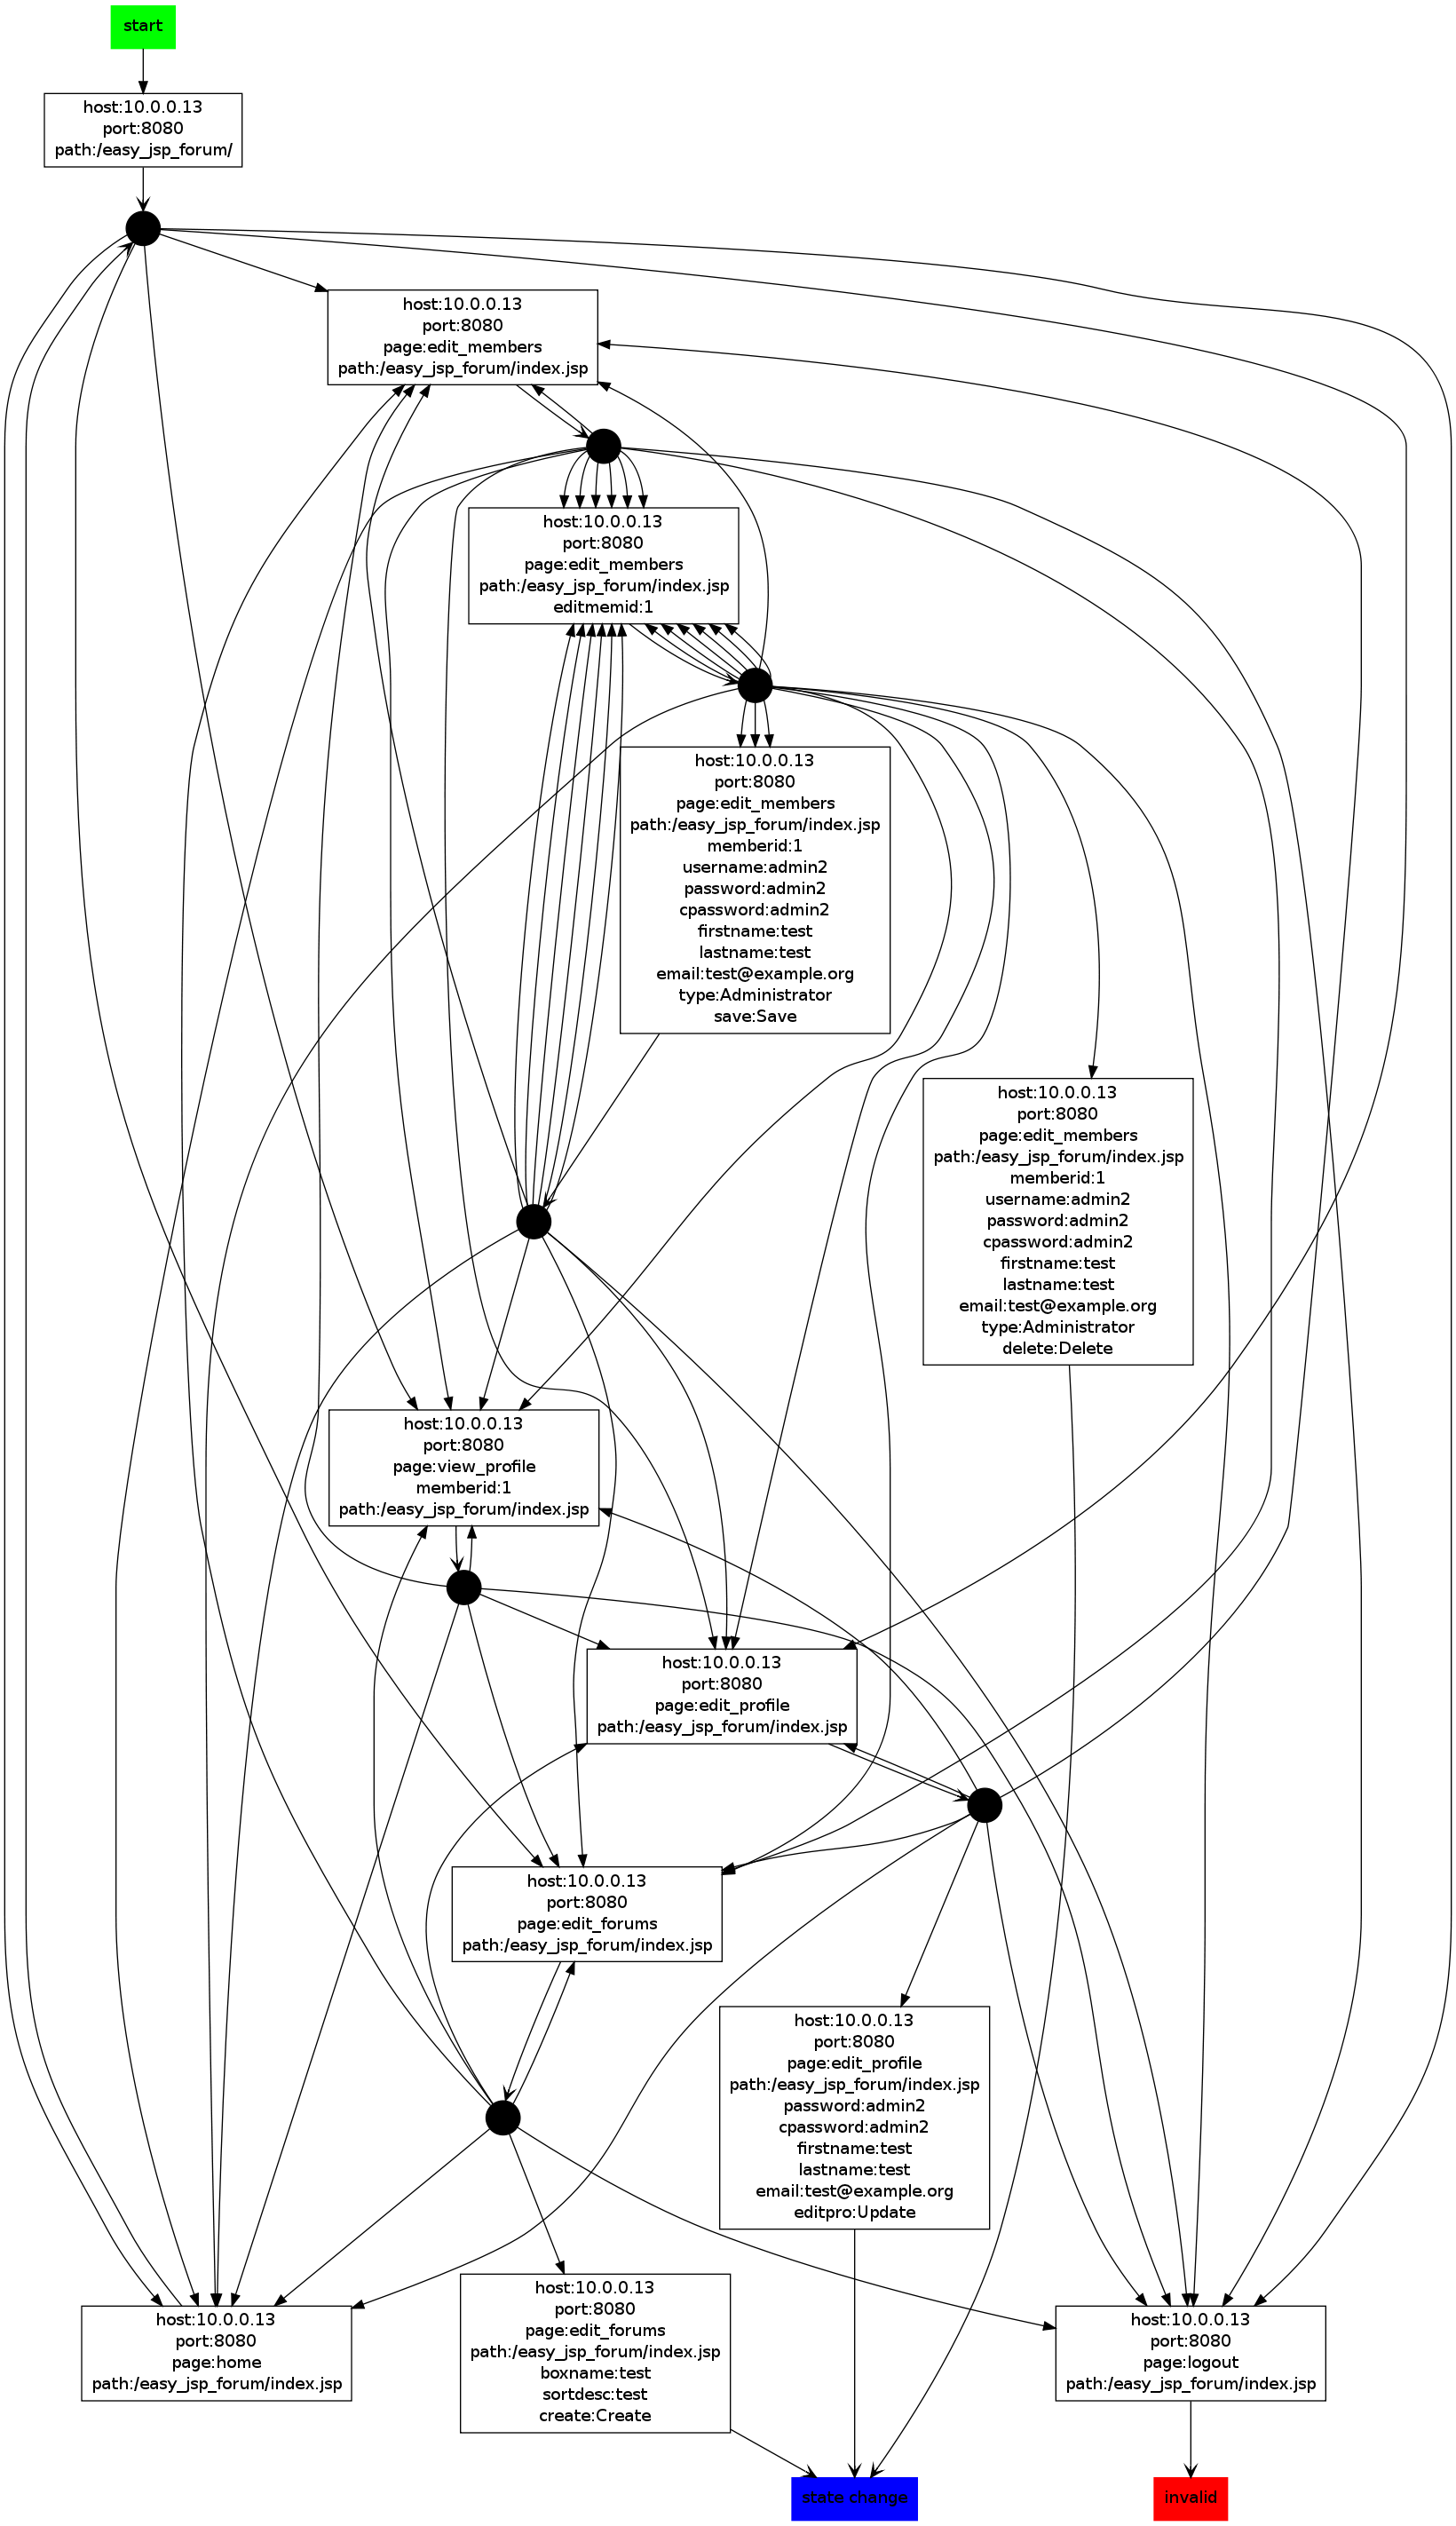 start
host:10.0.0.13
port:8080
path:/easy_jsp_forum/
host:10.0.0.13
port:8080
page:edit_members
path:/easy_jsp_forum/index.jsp
host:10.0.0.13
port:8080
page:edit_members
path:/easy_jsp_forum/index.jsp
editmemid:1
host:10.0.0.13
port:8080
page:edit_members
path:/easy_jsp_forum/index.jsp
memberid:1
username:admin2
password:admin2
cpassword:admin2
firstname:test
lastname:test
email:test@example.org
type:Administrator
save:Save
host:10.0.0.13
port:8080
page:edit_members
path:/easy_jsp_forum/index.jsp
memberid:1
username:admin2
password:admin2
cpassword:admin2
firstname:test
lastname:test
email:test@example.org
type:Administrator
delete:Delete
host:10.0.0.13
port:8080
page:view_profile
memberid:1
path:/easy_jsp_forum/index.jsp
host:10.0.0.13
port:8080
page:edit_profile
path:/easy_jsp_forum/index.jsp
host:10.0.0.13
port:8080
page:edit_forums
path:/easy_jsp_forum/index.jsp
host:10.0.0.13
port:8080
page:edit_profile
path:/easy_jsp_forum/index.jsp
password:admin2
cpassword:admin2
firstname:test
lastname:test
email:test@example.org
editpro:Update
host:10.0.0.13
port:8080
page:home
path:/easy_jsp_forum/index.jsp
host:10.0.0.13
port:8080
page:edit_forums
path:/easy_jsp_forum/index.jsp
boxname:test
sortdesc:test
create:Create
host:10.0.0.13
port:8080
page:logout
path:/easy_jsp_forum/index.jsp
state change
invalid